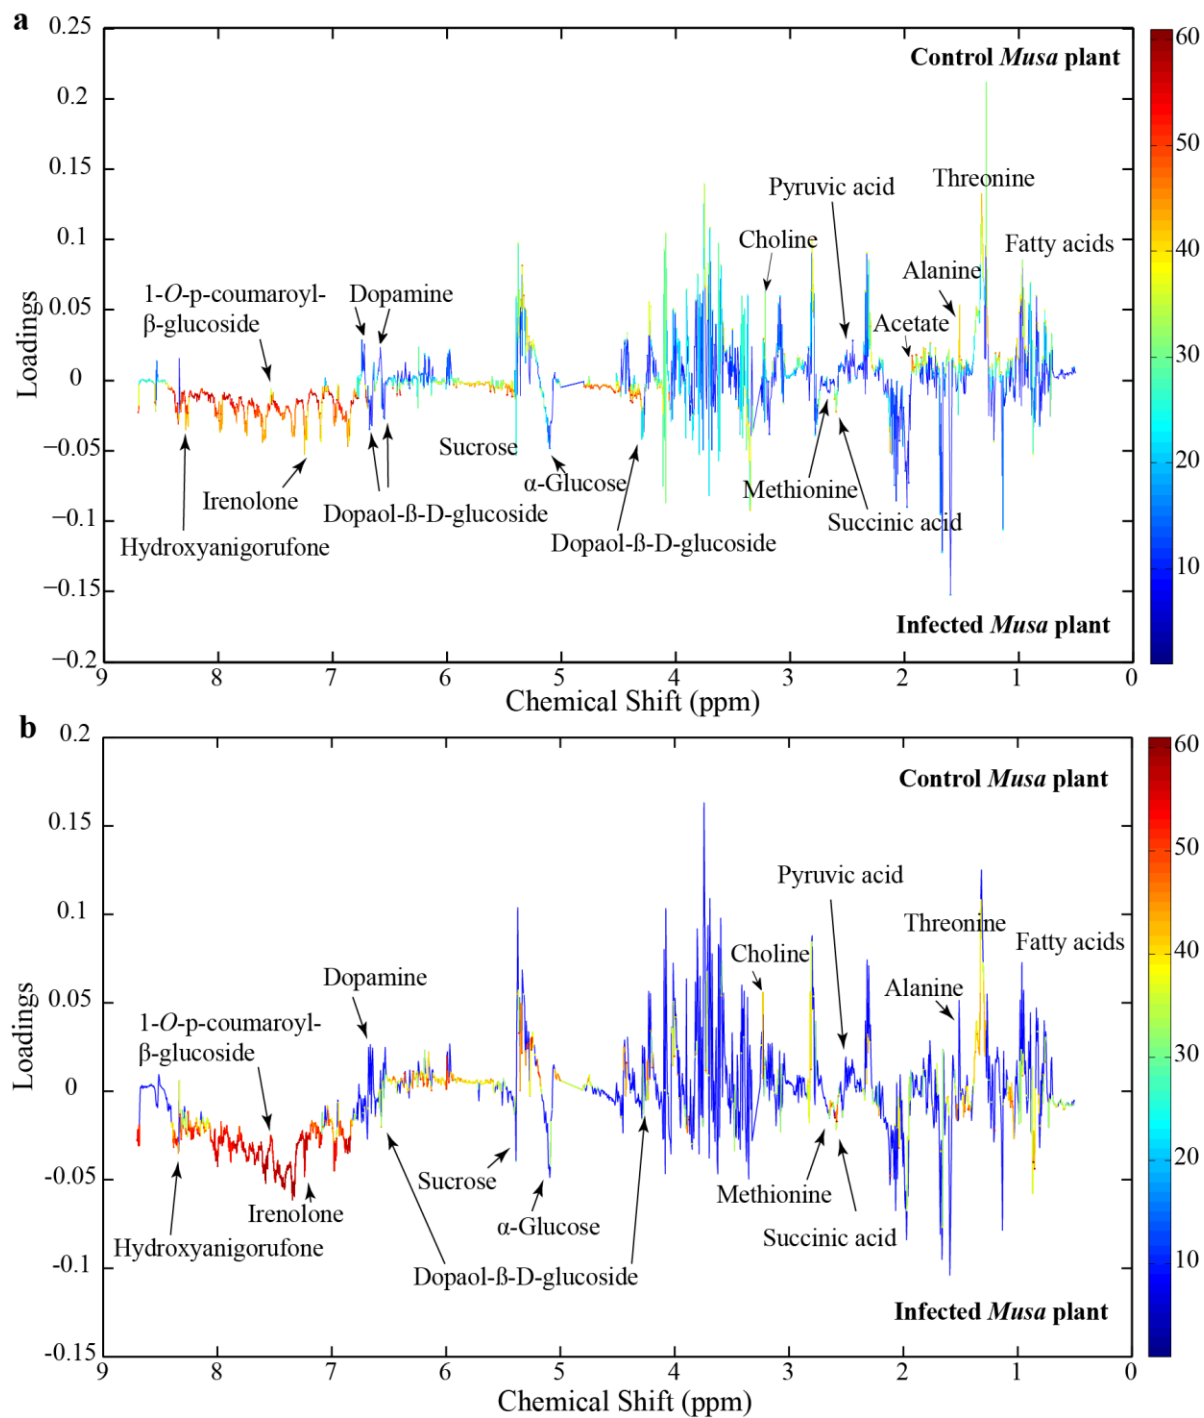 a
0.25
0.2
0.15
0.1
0.05
0
−0.05
−0.1
−0.15
−0.2
Loadings
Control Musa plant
Pyruvic acid
Threonine
Choline
Fatty acids
Alanine
Acetate
1-O-p-coumaroyl-
β-glucoside
Dopamine
Sucrose
α-Glucose
Irenolone
Dopaol-ß-D-glucoside
Hydroxyanigorufone
Dopaol-ß-D-glucoside
Methionine
Succinic acid
Infected Musa plant
9 8 7 6 5 4 3 2 1 0
Chemical Shift (ppm)
60
50
40
30
20
10
b
0.2
0.15
0.1
0.05
0
-0.05
-0.1
-0.15
Loadings
Control Musa plant
Pyruvic acid
Threonine
Fatty acids
Choline
Alanine
Dopamine
1-O-p-coumaroyl-
β-glucoside
Sucrose
α-Glucose
Irenolone
Hydroxyanigorufone
Dopaol-ß-D-glucoside
Methionine
Succinic acid
Infected Musa plant
9 8 7 6 5 4 3 2 1 0
Chemical Shift (ppm)
60
50
40
30
20
10